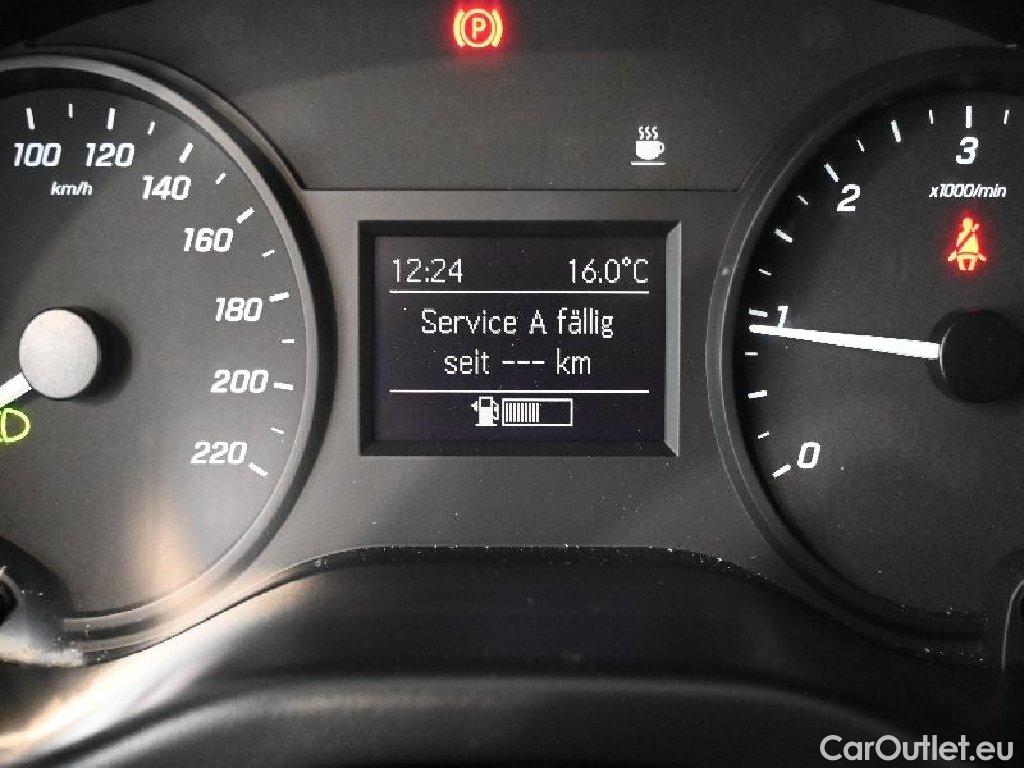 P
100
120
140
km/h
160
180
200
220
12:24 16.0°C
Service A fällig
seit --- km
3
2
x1000/min
1
0
CarOutlet.eu